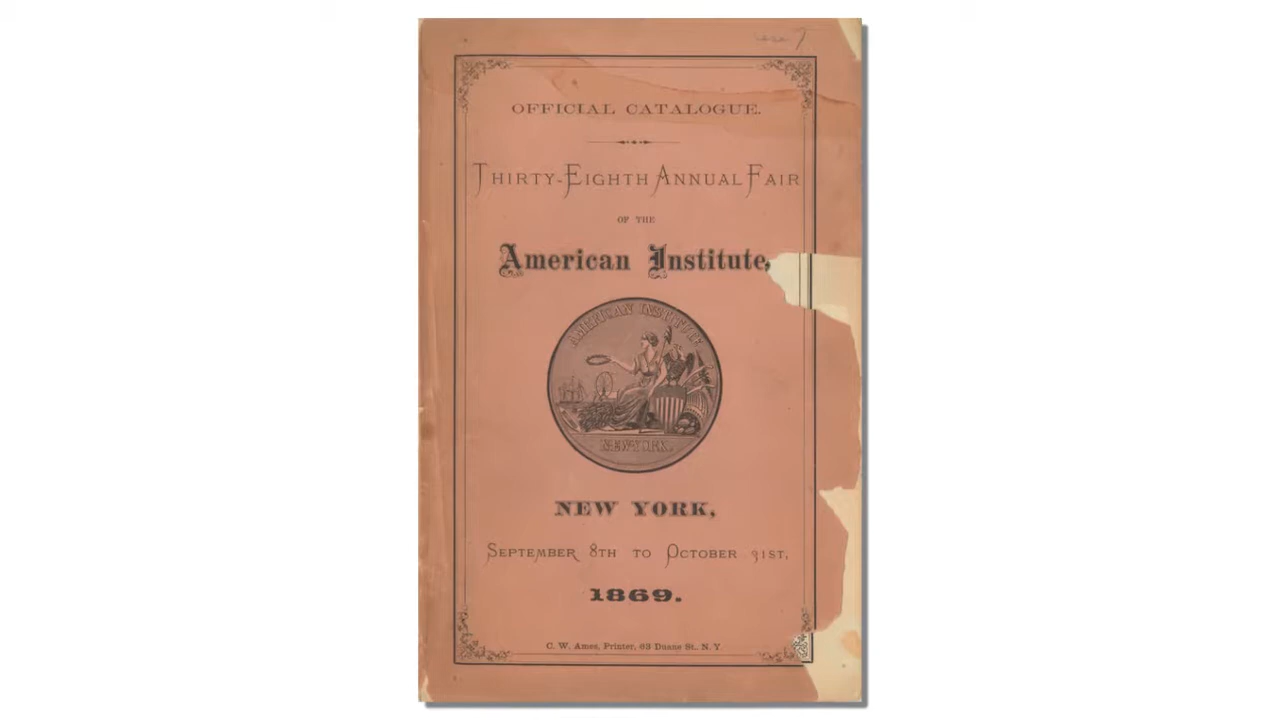 OFFICIAL CATALOGUE.
THIRTY-EIGHTH ANNUAL FAIR
OF THE
American Institute,
AMERICAN INSTITUTE
NEW-YORK.
NEW YORK,
SEPTEMBER 8TH TO OCTOBER 31ST,
1869.
C. W. Ames, Printer, 63 Duane St., N. Y.